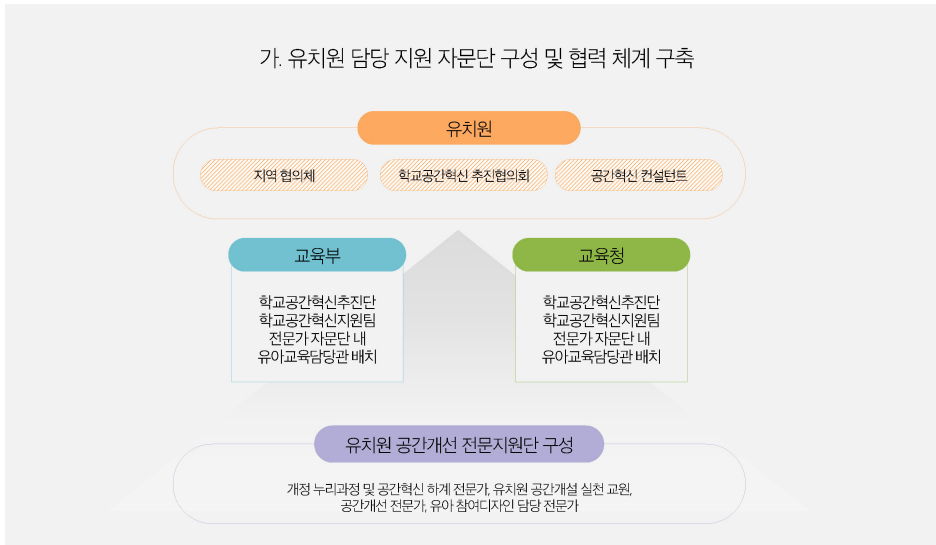 가. 유치원 담당 지원 자문단 구성 및 협력 체계 구축
유치원
지역 협의체
학교공간혁신 추진협의회
공간혁신 컨설턴트
교육부
학교공간혁신추진단
학교공간혁신지원팀
전문가 자문단 내
유아교육담당관 배치
교육청
학교공간혁신추진단
학교공간혁신지원팀
전문가 자문단 내
유아교육담당관 배치
유치원 공간개선 전문지원단 구성
개정 누리과정 및 공간혁신 하계 전문가, 유치원 공간개설 실천 교원,
공간개선 전문가, 유아 참여디자인 담당 전문가